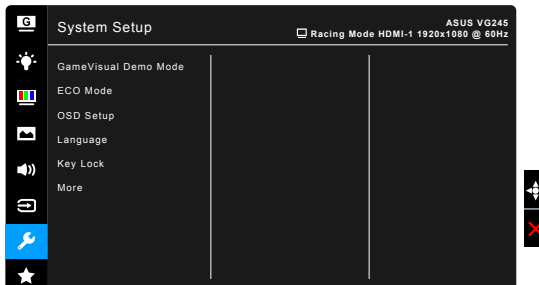 G
System Setup
ASUS VG245
Racing Mode HDMI-1 1920x1080 @ 60Hz
GameVisual Demo Mode
ECO Mode
OSD Setup
Language
Key Lock
More